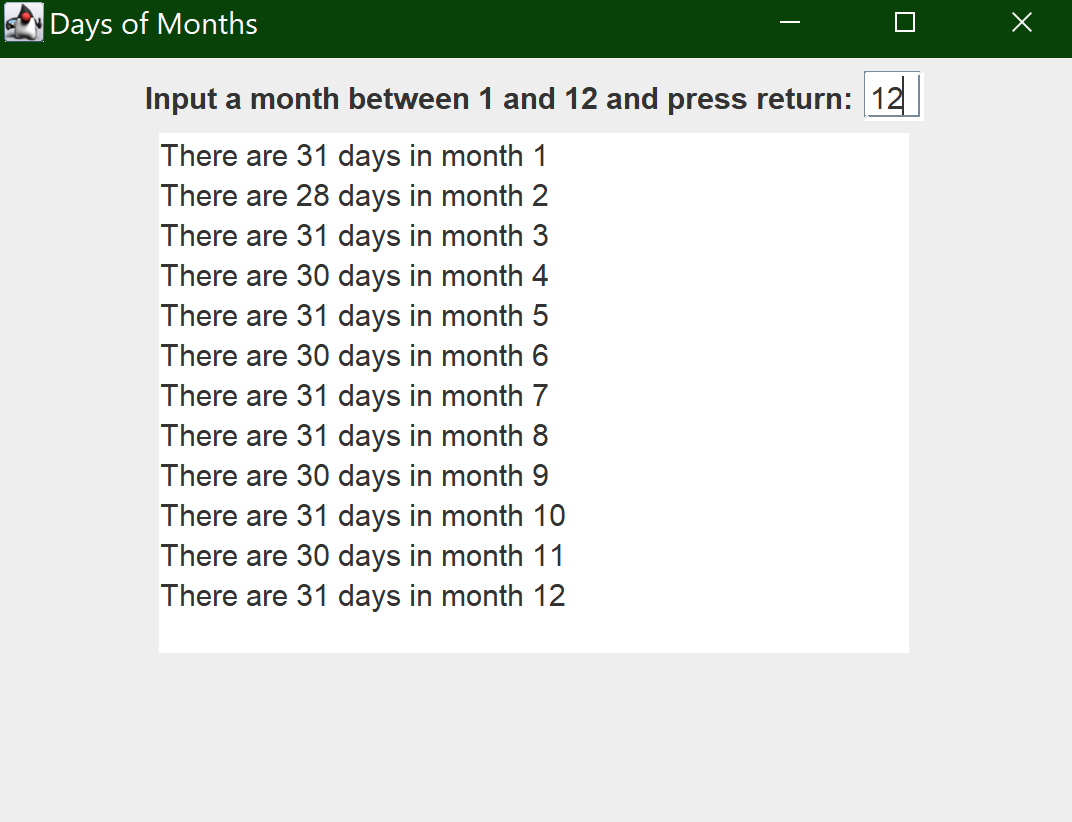 Days of Months
Input a month between 1 and 12 and press return: 12
There are 31 days in month 1
There are 28 days in month 2
There are 31 days in month 3
There are 30 days in month 4
There are 31 days in month 5
There are 30 days in month 6
There are 31 days in month 7
There are 31 days in month 8
There are 30 days in month 9
There are 31 days in month 10
There are 30 days in month 11
There are 31 days in month 12